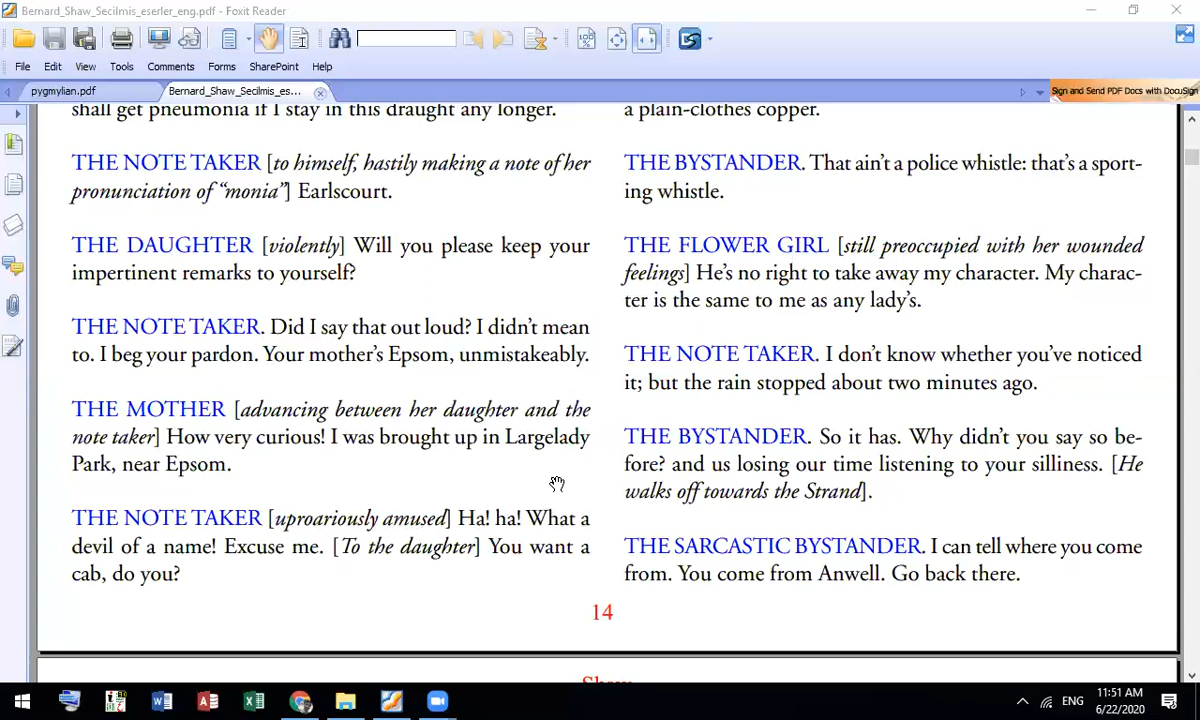 Bernard_Shaw_Secilmis_eserler_eng.pdf - Foxit Reader
File Edit View Tools Comments Forms SharePoint Help
pygmylian.pdf
Bernard_Shaw_Secilmis_es...
Sign and Send PDF Docs with DocuSign
shall get pneumonia if I stay in this draught any longer.
THE NOTE TAKER [to himself, hastily making a note of her
pronunciation of “monia”] Earlscourt.
THE DAUGHTER [violently] Will you please keep your
impertinent remarks to yourself?
THE NOTE TAKER. Did I say that out loud? I didn’t mean
to. I beg your pardon. Your mother’s Epsom, unmistakeably.
THE MOTHER [advancing between her daughter and the
note taker] How very curious! I was brought up in Largelady
Park, near Epsom.
THE NOTE TAKER [uproariously amused] Ha! ha! What a
devil of a name! Excuse me. [To the daughter] You want a
cab, do you?
a plain-clothes copper.
THE BYSTANDER. That ain’t a police whistle: that’s a sport-
ing whistle.
THE FLOWER GIRL [still preoccupied with her wounded
feelings] He’s no right to take away my character. My charac-
ter is the same to me as any lady’s.
THE NOTE TAKER. I don’t know whether you’ve noticed
it; but the rain stopped about two minutes ago.
THE BYSTANDER. So it has. Why didn’t you say so be-
fore? and us losing our time listening to your silliness. [He
walks off towards the Strand].
THE SARCASTIC BYSTANDER. I can tell where you come
from. You come from Anwell. Go back there.
14
Shaw
ENG
11:51 AM
6/22/2020